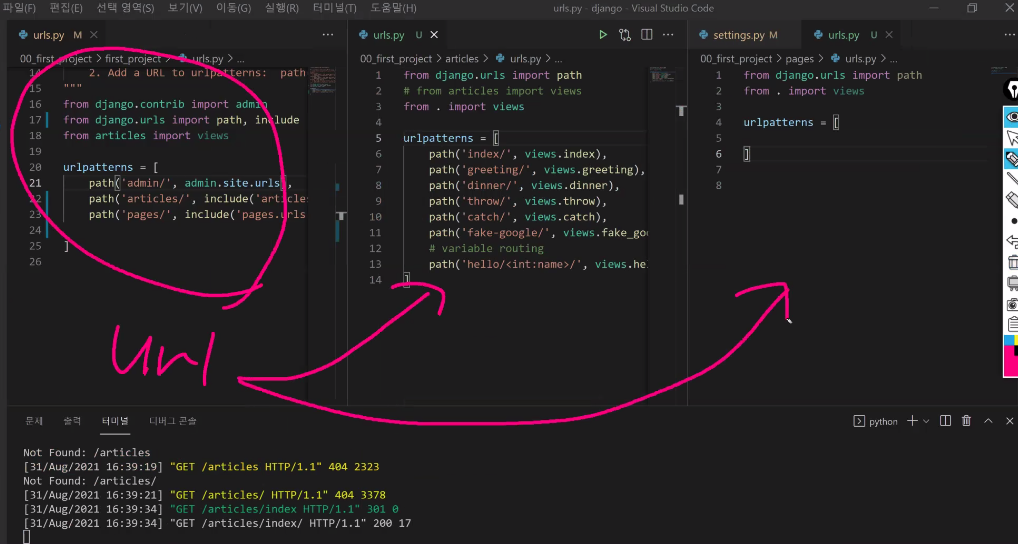 파일(F) 편집(E) 선택 영역(S) 보기(V) 이동(G) 실행(R) 터미널(T) 도움말(H)
urls.py - django - Visual Studio Code
urls.py M
00_first_project > first_project > urls.py > ...
14 2. Add a URL to urlpatterns: path
15 """
16 from django.contrib import admin
17 from django.urls import path, include
18 from articles import views
19
20 urlpatterns = [
21 path('admin/', admin.site.urls),
22 path('articles/', include('articles
23 path('pages/', include('pages.urls
24
25 ]
26
url
urls.py U
00_first_project > articles > urls.py > ...
1 from django.urls import path
2 # from articles import views
3 from . import views
4
5 urlpatterns = [
6 path('index/', views.index),
7 path('greeting/', views.greeting),
8 path('dinner/', views.dinner),
9 path('throw/', views.throw),
10 path('catch/', views.catch),
11 path('fake-google/', views.fake_goo
12 # variable routing
13 path('hello/<int:name>/', views.he
14 ]
settings.py M
urls.py U
00_first_project > pages > urls.py > ...
1 from django.urls import path
2 from . import views
3
4 urlpatterns = [
5
6 ]
7
8
문제 출력 터미널 디버그 콘솔
python
Not Found: /articles
[31/Aug/2021 16:39:19] "GET /articles HTTP/1.1" 404 2323
Not Found: /articles/
[31/Aug/2021 16:39:21] "GET /articles/ HTTP/1.1" 404 3378
[31/Aug/2021 16:39:34] "GET /articles/index HTTP/1.1" 301 0
[31/Aug/2021 16:39:34] "GET /articles/index/ HTTP/1.1" 200 17